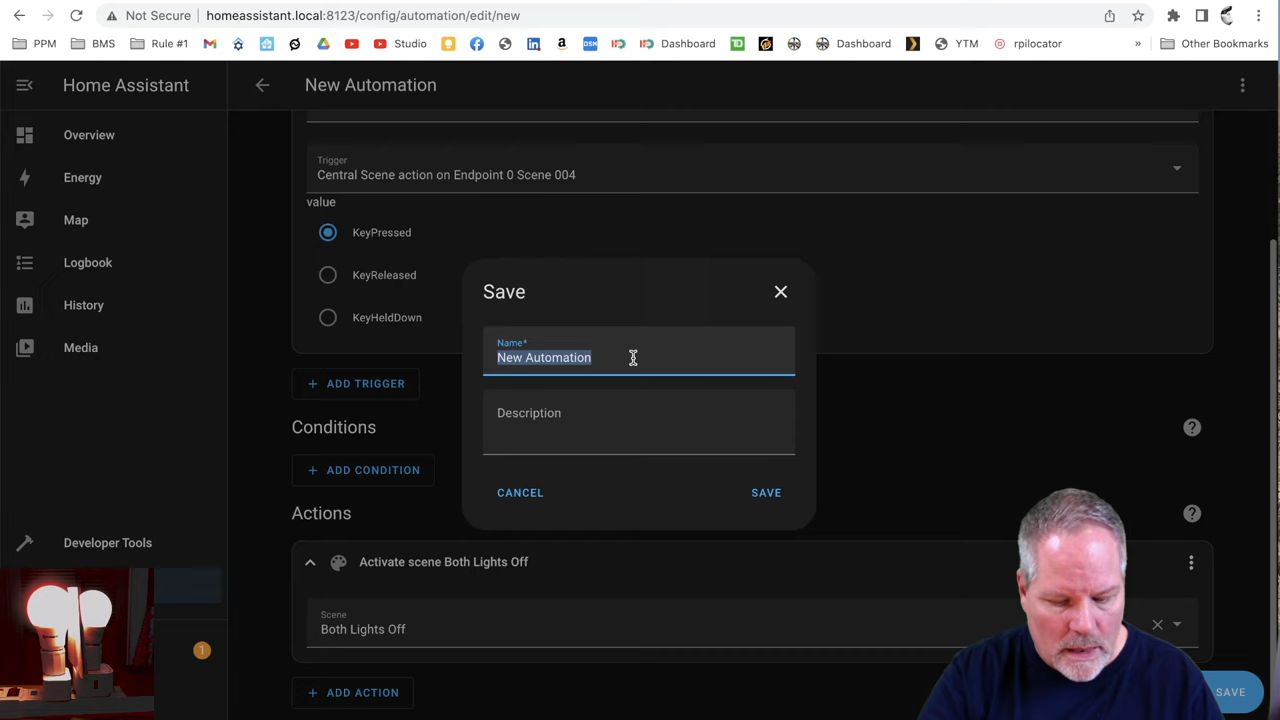 Not Secure homeassistant.local:8123/config/automation/edit/new
PPM BMS Rule #1 Studio DSM Dashboard Dashboard YTM rpilocator » Other Bookmarks
Home Assistant
New Automation
Overview
Energy
Map
Logbook
History
Media
Developer Tools
1
Trigger
Central Scene action on Endpoint 0 Scene 004
value
KeyPressed
KeyReleased
KeyHeldDown
+ ADD TRIGGER
Conditions
+ ADD CONDITION
Actions
Activate scene Both Lights Off
Scene
Both Lights Off
+ ADD ACTION
SAVE
Save
Name*
New Automation
Description
CANCEL
SAVE